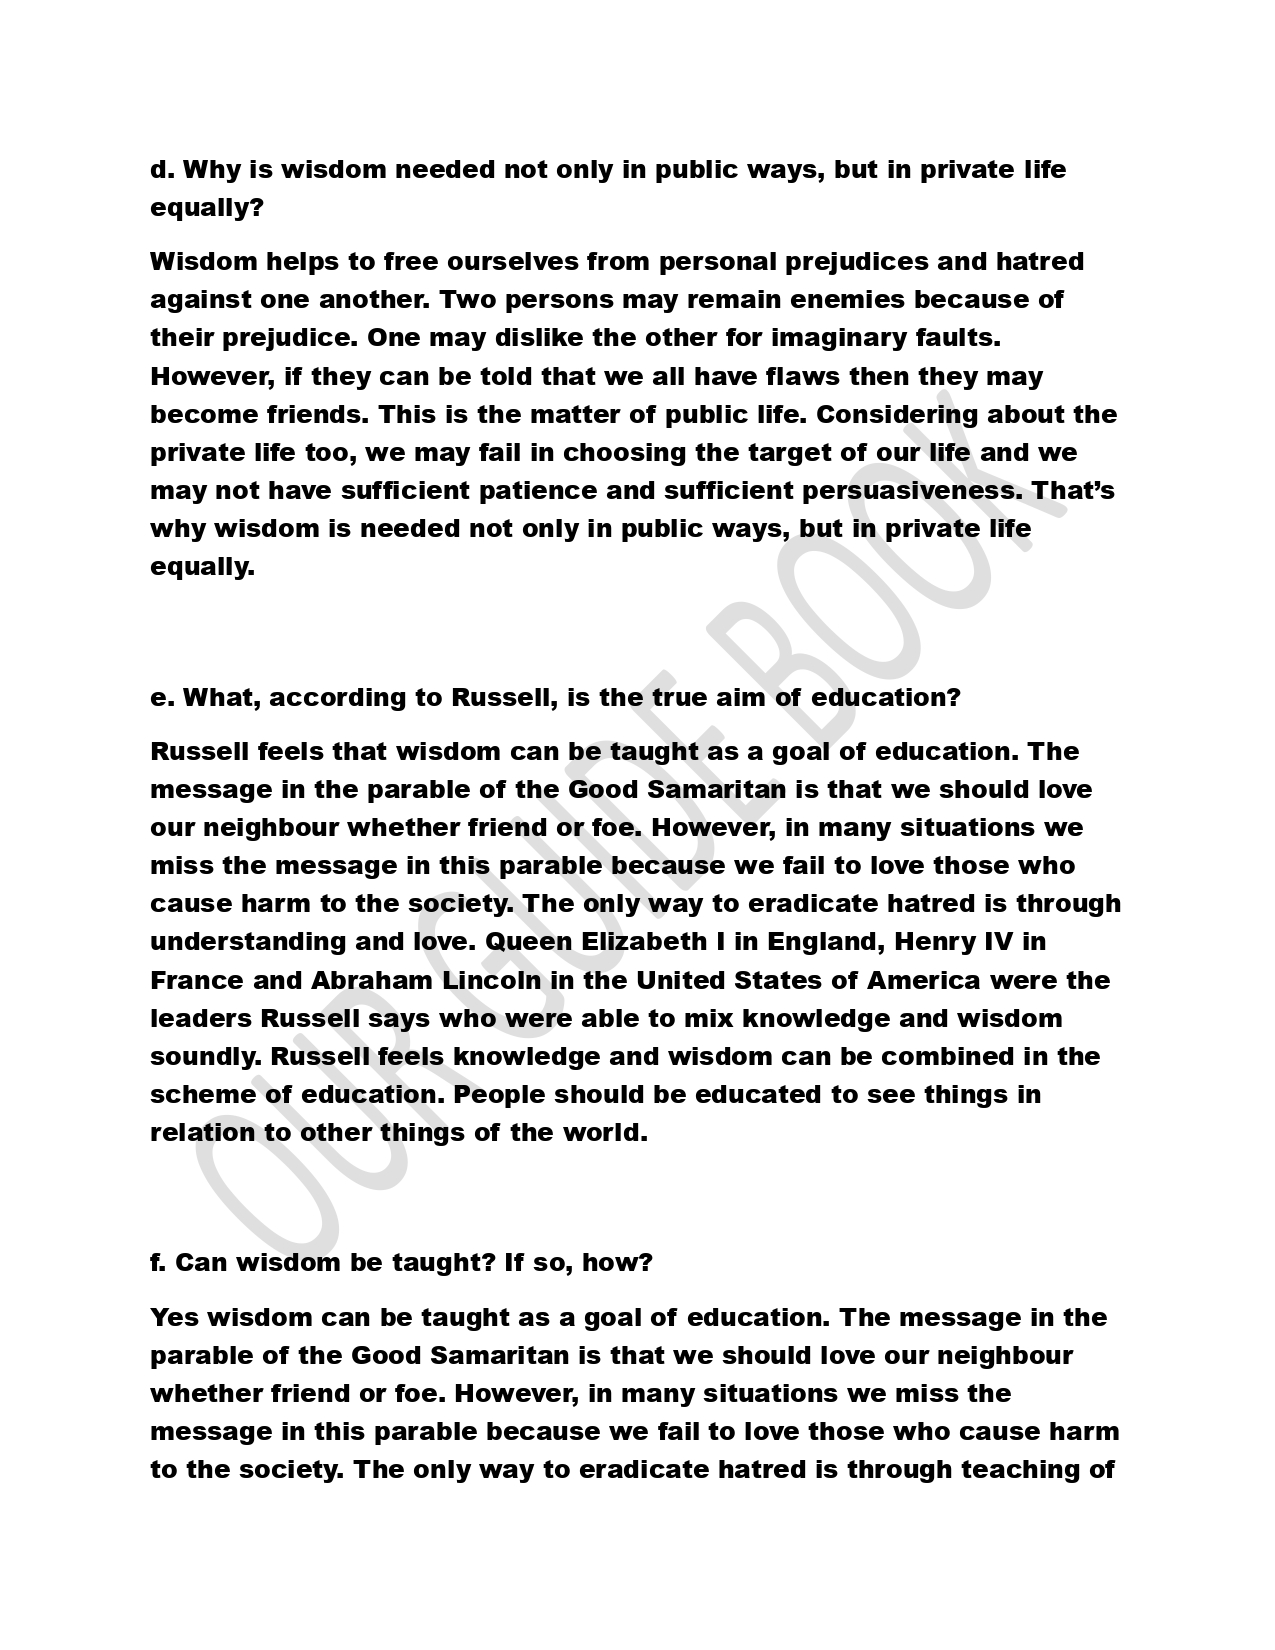 d. Why is wisdom needed not only in public ways, but in private life
equally?
Wisdom helps to free ourselves from personal prejudices and hatred
against one another. Two persons may remain enemies because of
their prejudice. One may dislike the other for imaginary faults.
However, if they can be told that we all have flaws then they may
become friends. This is the matter of public life. Considering about the
private life too, we may fail in choosing the target of our life and we
may not have sufficient patience and sufficient persuasiveness. That’s
why wisdom is needed not only in public ways, but in private life
equally.
e. What, according to Russell, is the true aim of education?
Russell feels that wisdom can be taught as a goal of education. The
message in the parable of the Good Samaritan is that we should love
our neighbour whether friend or foe. However, in many situations we
miss the message in this parable because we fail to love those who
cause harm to the society. The only way to eradicate hatred is through
understanding and love. Queen Elizabeth I in England, Henry IV in
France and Abraham Lincoln in the United States of America were the
leaders Russell says who were able to mix knowledge and wisdom
soundly. Russell feels knowledge and wisdom can be combined in the
scheme of education. People should be educated to see things in
relation to other things of the world.
f. Can wisdom be taught? If so, how?
Yes wisdom can be taught as a goal of education. The message in the
parable of the Good Samaritan is that we should love our neighbour
whether friend or foe. However, in many situations we miss the
message in this parable because we fail to love those who cause harm
to the society. The only way to eradicate hatred is through teaching of
OUR GUIDE BOOK